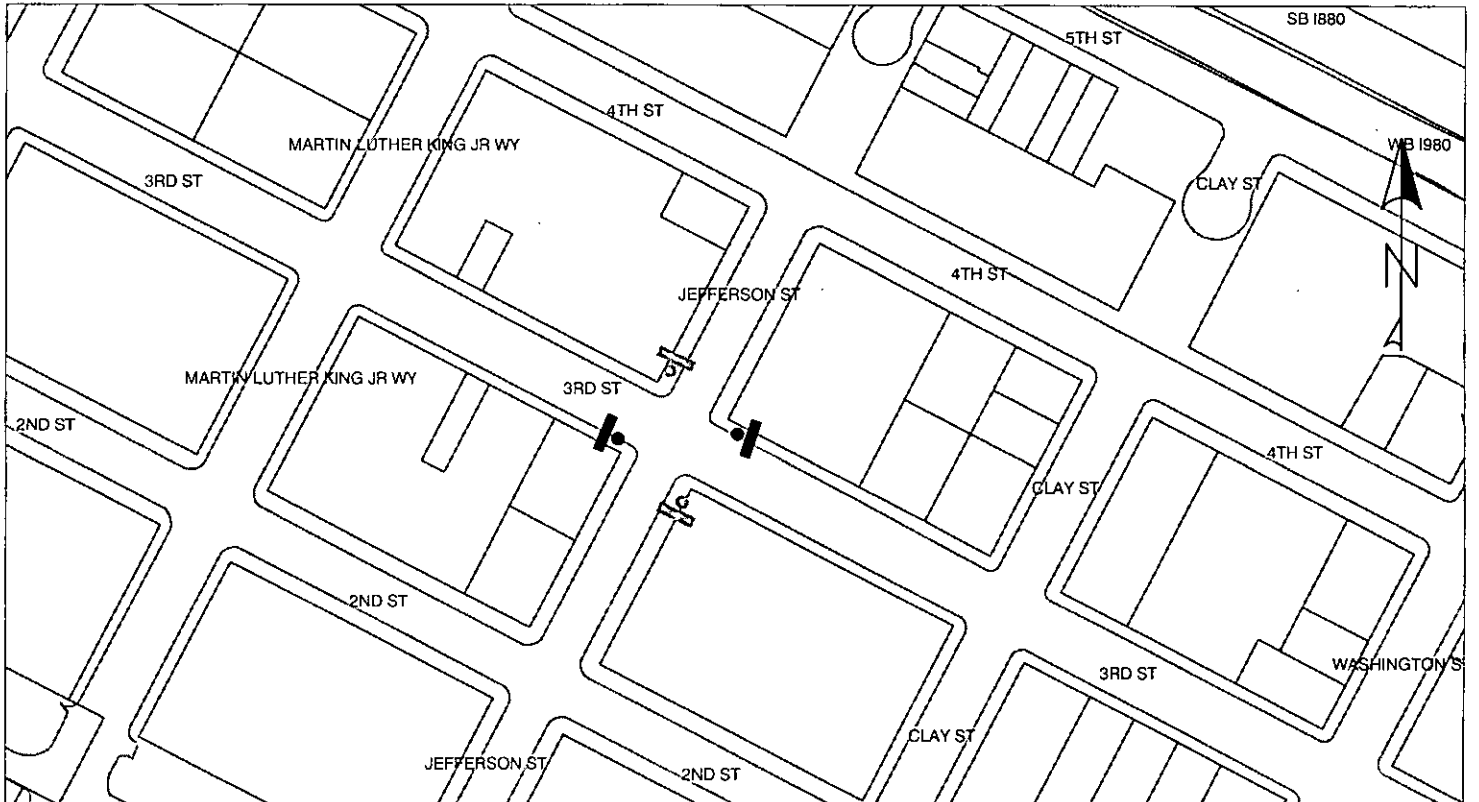 SB I880
5TH ST
4TH ST
MARTIN LUTHER KING JR WY
WB I980
3RD ST
CLAY ST
4TH ST
JEFFERSON ST
MARTIN LUTHER KING JR WY
3RD ST
2ND ST
4TH ST
CLAY ST
2ND ST
WASHINGTON S
3RD ST
CLAY ST
JEFFERSON ST
2ND ST
N